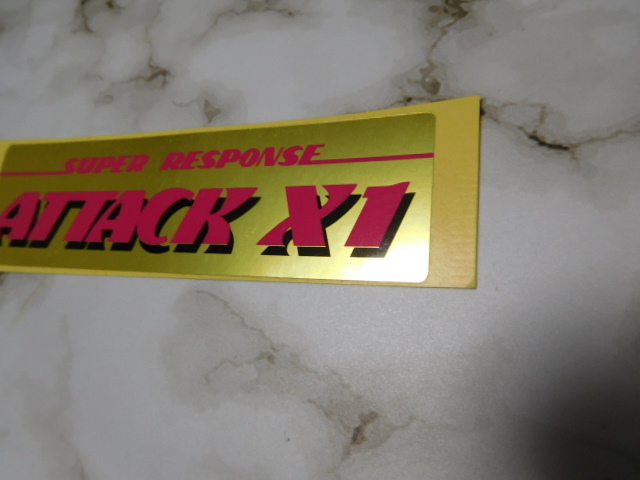 SUPER RESPONSE
ATTACK X1